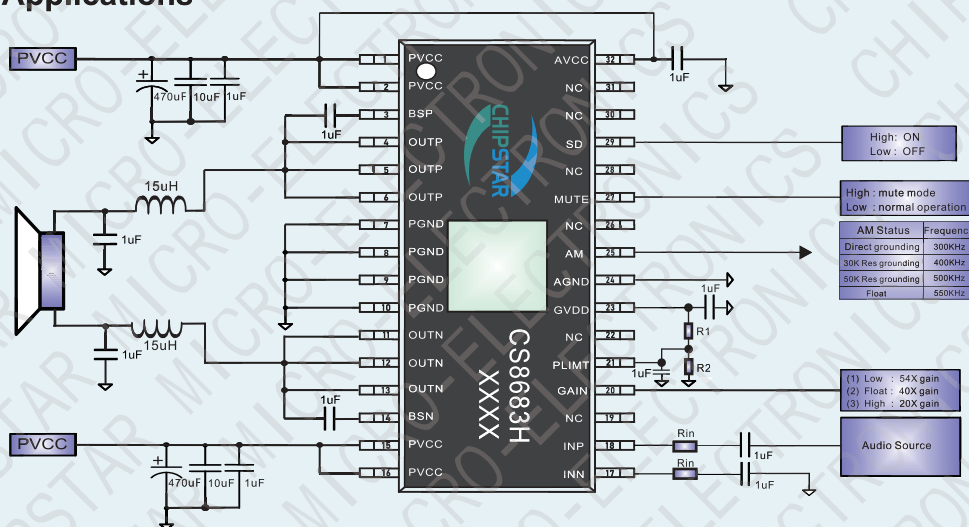 Applications
PVCC
470uF
10uF
1uF
1uF
15uH
1uF
15uH
1uF
1uF
PVCC
470uF
10uF
1uF
1 PVCC
2 PVCC
3 BSP
4 OUTP
5 OUTP
6 OUTP
7 PGND
8 PGND
9 PGND
10 PGND
11 OUTN
12 OUTN
13 OUTN
14 BSN
15 PVCC
16 PVCC
CHIPSTAR
CS8683H
XXXX
AVCC 32
NC 31
NC 30
SD 29
NC 28
MUTE 27
NC 26
AM 25
AGND 24
GVDD 23
NC 22
PLIMT 21
GAIN 20
NC 19
INP 18
INN 17
1uF
High: ON
Low : OFF
High : mute mode
Low : normal operation
AM Status Frequenc
Direct grounding 300KHz
30K Res grounding 400KHz
50K Res grounding 500KHz
Float 550KHz
1uF
R1
1uF
R2
(1) Low : 54X gain
(2) Float : 40X gain
(3) High : 20X gain
Rin
1uF
Rin
1uF
Audio Source